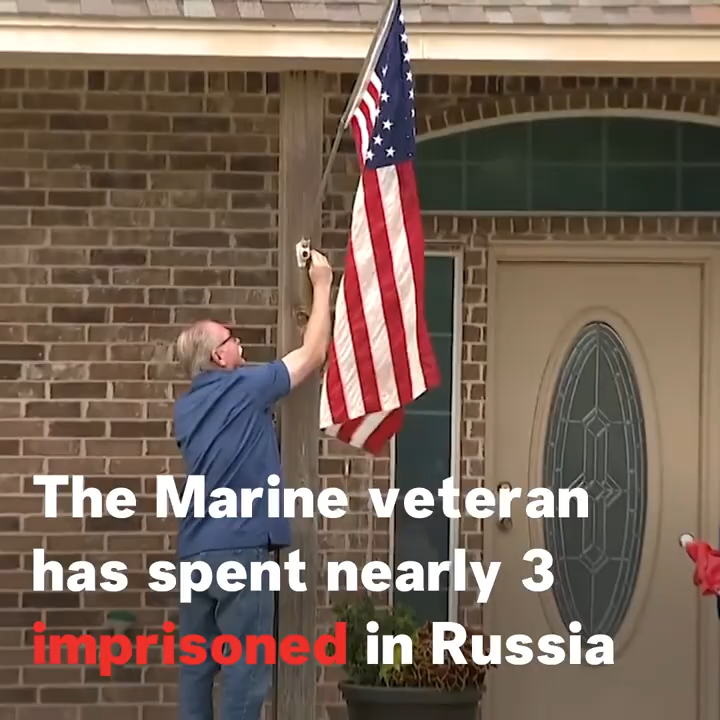 The Marine veteran
has spent nearly 3
imprisoned in Russia